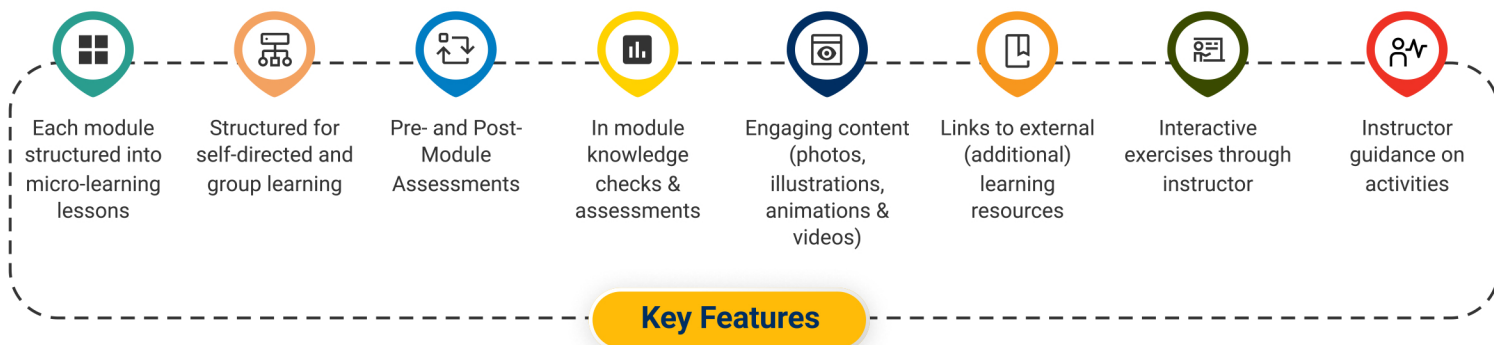 Each module
structured into
micro-learning
lessons
Structured for
self-directed and
group learning
Pre- and Post-
Module
Assessments
In module
knowledge
checks &
assessments
Engaging content
(photos,
illustrations,
animations &
videos)
Links to external
(additional)
learning
resources
Interactive
exercises through
instructor
Instructor
guidance on
activities
Key Features